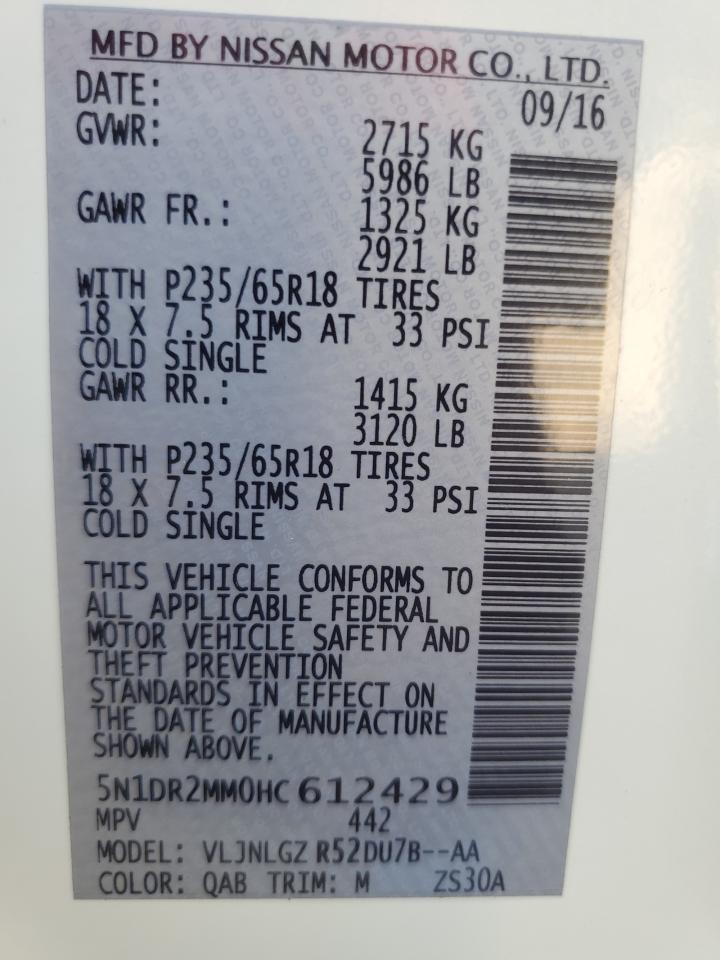 MFD BY NISSAN MOTOR CO., LTD.
DATE: 09/16
GVWR: 2715 KG
5986 LB
GAWR FR.: 1325 KG
2921 LB
WITH P235/65R18 TIRES
18 X 7.5 RIMS AT 33 PSI
COLD SINGLE
GAWR RR.: 1415 KG
3120 LB
WITH P235/65R18 TIRES
18 X 7.5 RIMS AT 33 PSI
COLD SINGLE
THIS VEHICLE CONFORMS TO
ALL APPLICABLE FEDERAL
MOTOR VEHICLE SAFETY AND
THEFT PREVENTION
STANDARDS IN EFFECT ON
THE DATE OF MANUFACTURE
SHOWN ABOVE.
5N1DR2MM0HC612429
MPV 442
MODEL: VLJNLGZ R52DU7B--AA
COLOR: QAB TRIM: M ZS30A